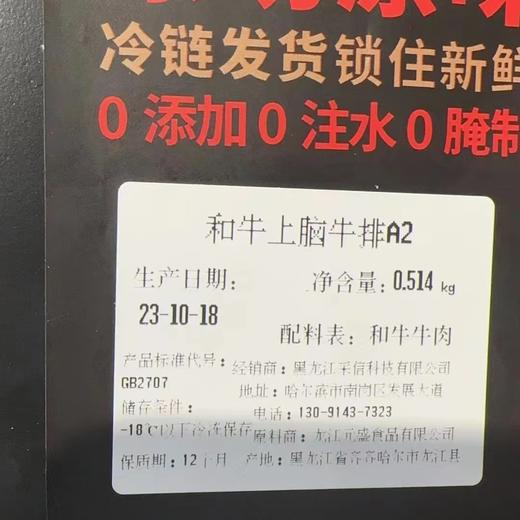 冷链发货锁住新鲜
0 添加 0 注水 0 腌制
和牛上脑牛排A2
生产日期： 净含量：0.514 kg
23-10-18
配料表：和牛牛肉
产品标准代号：
GB2707
经销商：黑龙江采信科技有限公司
地址：哈尔滨市南岗区发展大道
电话：130-9143-7323
储存条件：
-18℃以下冷冻保存
原料商：龙江元盛食品有限公司
保质期：12个月
产地：黑龙江省齐齐哈尔市龙江县